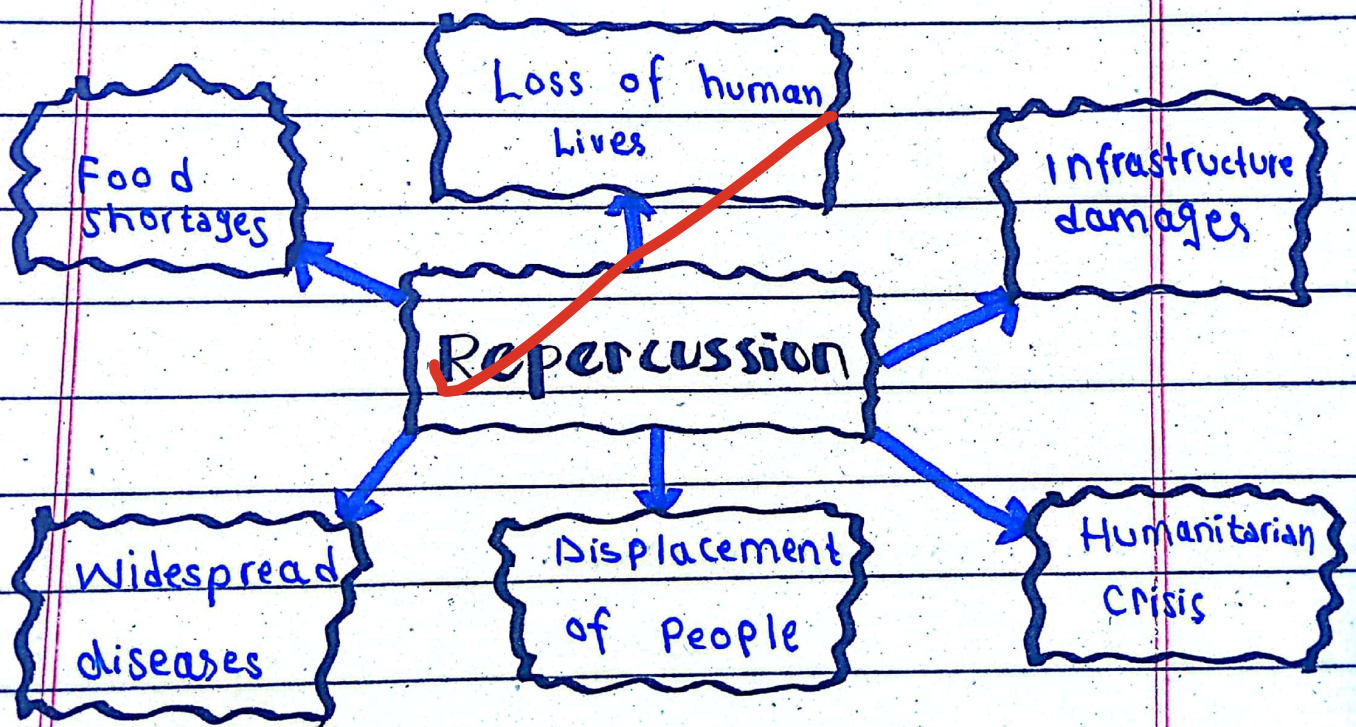 Loss of human
Lives
Food
shortages
Infrastructure
damages
Repercussion
Widespread
diseases
Displacement
of People
Humanitarian
Crisis